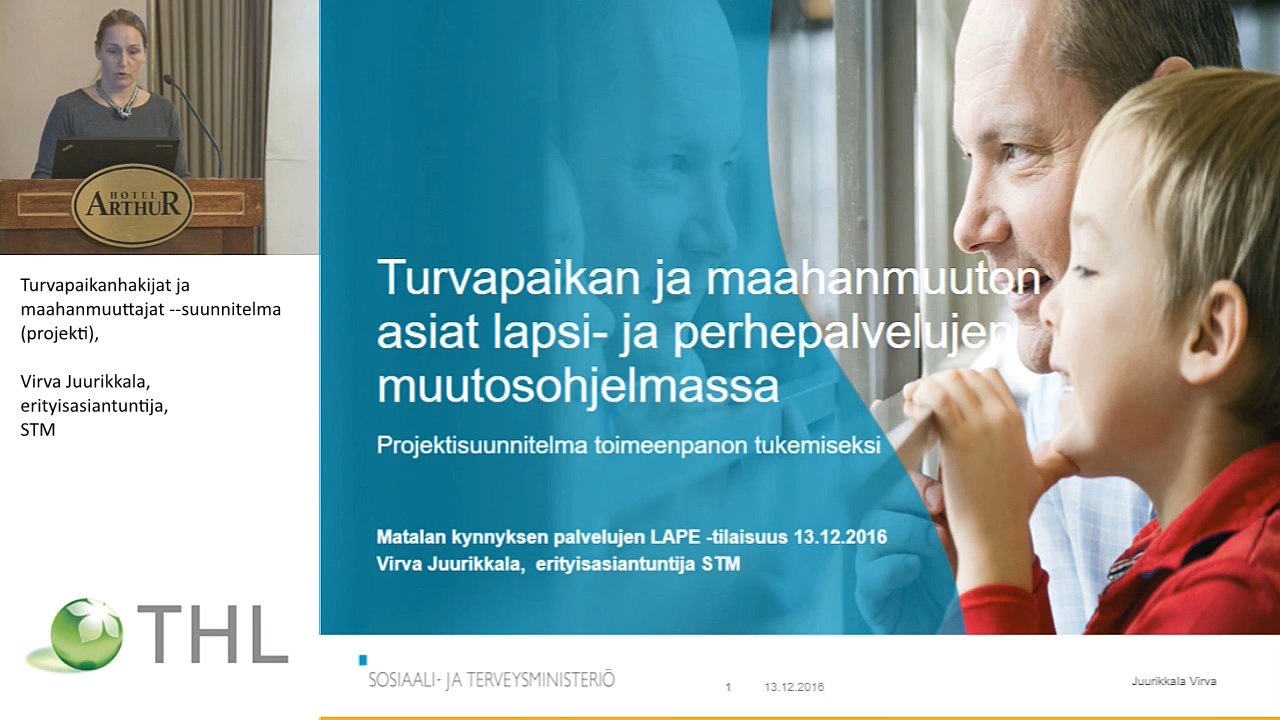 HOTEL
ARTHUR
Turvapaikanhakijat ja
maahanmuuttajat --suunnitelma
(projekti),
Virva Juurikkala,
erityisasiantuntija,
STM
THL
Turvapaikan ja maahanmuuton
asiat lapsi- ja perhepalvelujen
muutosohjelmassa
Projektisuunnitelma toimeenpanon tukemiseksi
Matalan kynnyksen palvelujen LAPE -tilaisuus 13.12.2016
Virva Juurikkala, erityisasiantuntija STM
SOSIAALI- JA TERVEYSMINISTERIÖ
1 13.12.2016
Juurikkala Virva